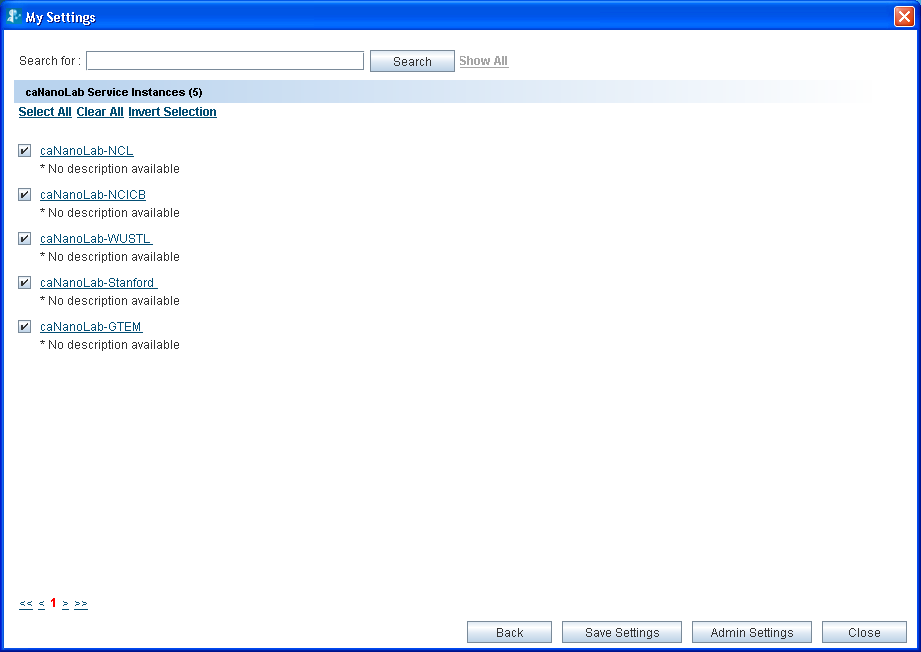 My Settings
Search for : Search Show All
caNanoLab Service Instances (5)
Select All Clear All Invert Selection
caNanoLab-NCL
* No description available
caNanoLab-NCICB
* No description available
caNanoLab-WUSTL
* No description available
caNanoLab-Stanford
* No description available
caNanoLab-GTEM
* No description available
<< < 1 > >>
Back Save Settings Admin Settings Close